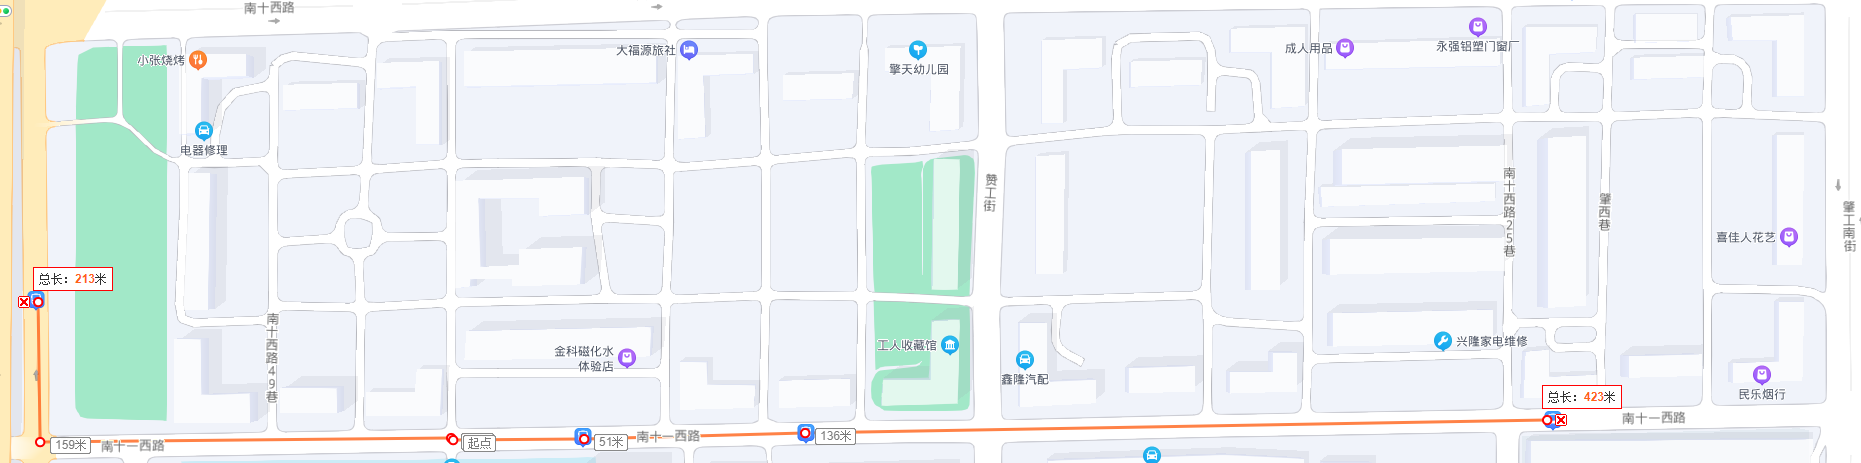 南十西路
小张烧烤
大福源旅社
擎天幼儿园
成人用品
永强铝塑门窗厂
电器修理
赞工街
南十西路25巷
肇西巷
肇工南街
喜佳人花艺
总长：213米
南十西路49巷
金科磁化水
体验店
工人收藏馆
鑫隆汽配
兴隆家电维修
民乐烟行
总长：423米
159米
南十一西路
起点
51米
南十一西路
136米
南十一西路